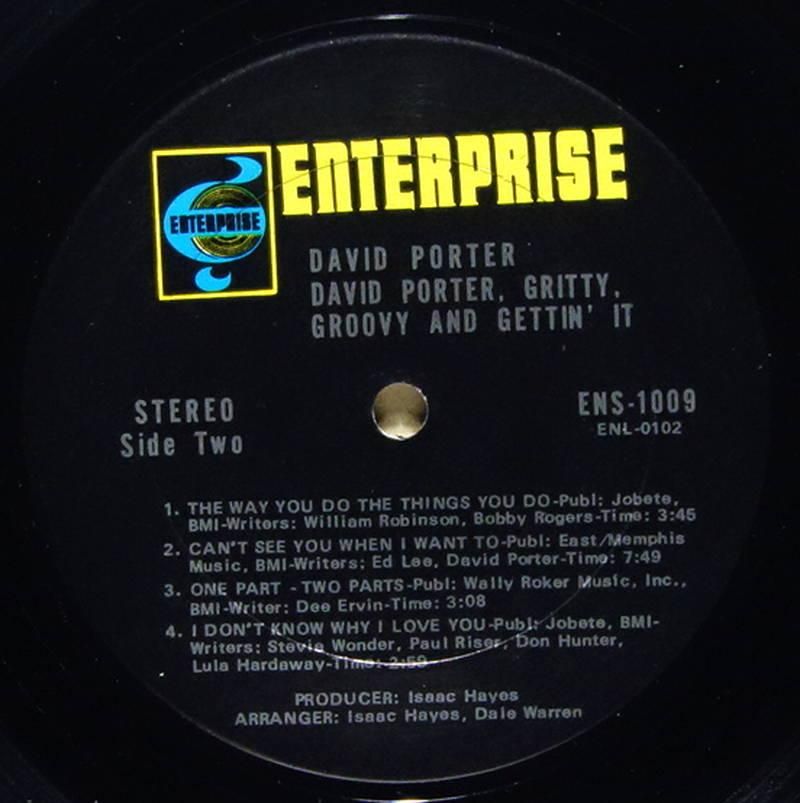 ENTERPRISE
ENTERPRISE
DAVID PORTER
DAVID PORTER, GRITTY,
GROOVY AND GETTIN' IT
STEREO
Side Two
ENS-1009
ENL-0102
1. THE WAY YOU DO THE THINGS YOU DO-Publ: Jobete,
BMI-Writers: William Robinson, Bobby Rogers-Time: 3:45
2. CAN'T SEE YOU WHEN I WANT TO-Publ: East/Memphis
Music, BMI-Writers: Ed Lee, David Porter-Time: 7:49
3. ONE PART - TWO PARTS-Publ: Wally Roker Music, Inc.,
BMI-Writer: Dee Ervin-Time: 3:08
4. I DON'T KNOW WHY I LOVE YOU-Publ: Jobete, BMI-
Writers: Stevie Wonder, Paul Riser, Don Hunter,
Lula Hardaway-Time: 2:59
PRODUCER: Isaac Hayes
ARRANGER: Isaac Hayes, Dale Warren